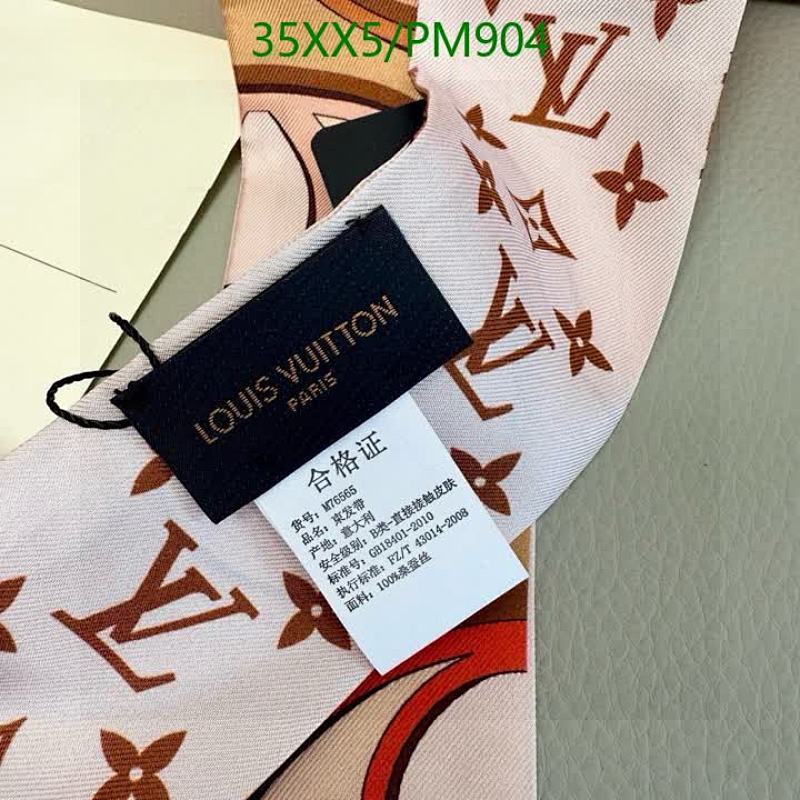 35XX5/PM904
LOUIS VUITTON
PARIS
合格证
货号: M76565
品名: 束发带
产地: 意大利
安全级别: B类-直接接触皮肤
标准号: GB18401-2010
执行标准: FZ/T 43014-2008
面料: 100%桑蚕丝